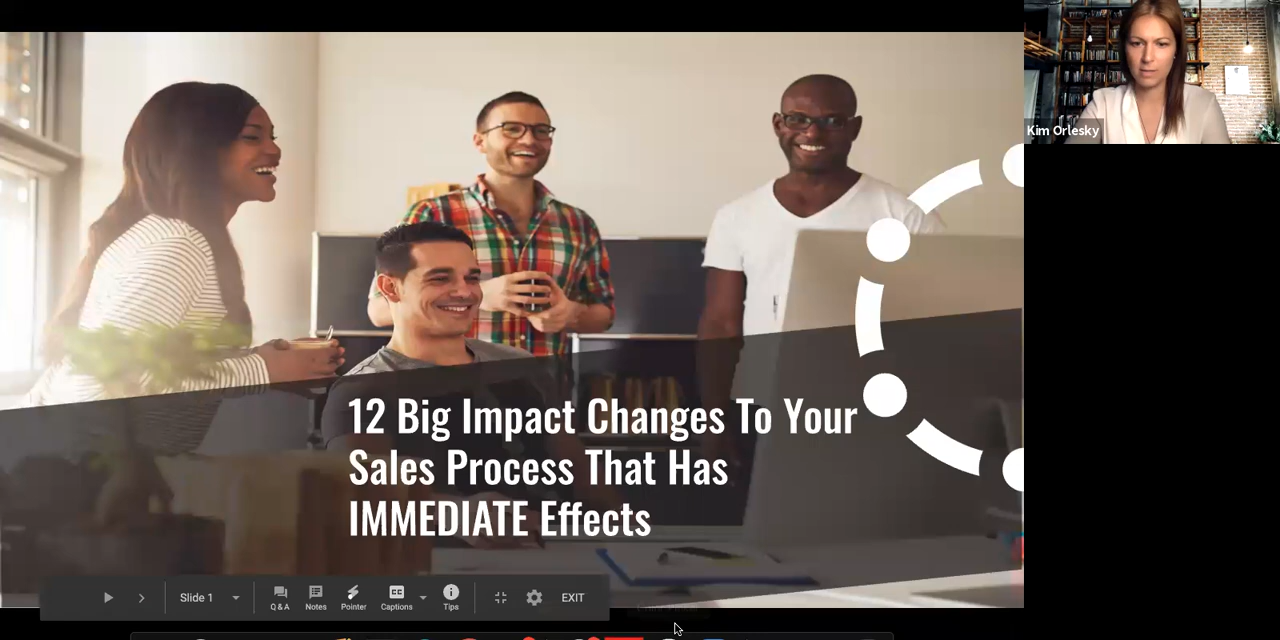 Kim Orlesky
12 Big Impact Changes To Your
Sales Process That Has
IMMEDIATE Effects
Slide 1
Q & A
Notes
Pointer
Captions
Tips
EXIT